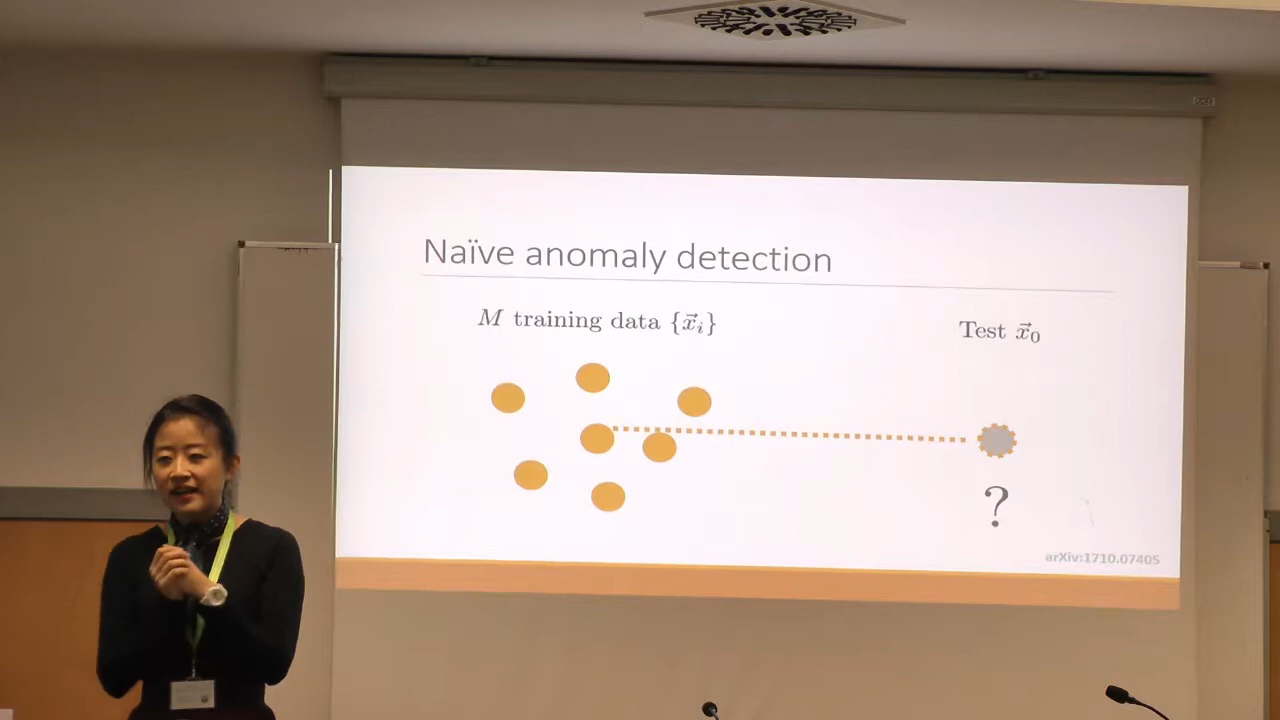 Naïve anomaly detection
M training data {x⃗ᵢ}
Test x⃗₀
?
arXiv:1710.07405